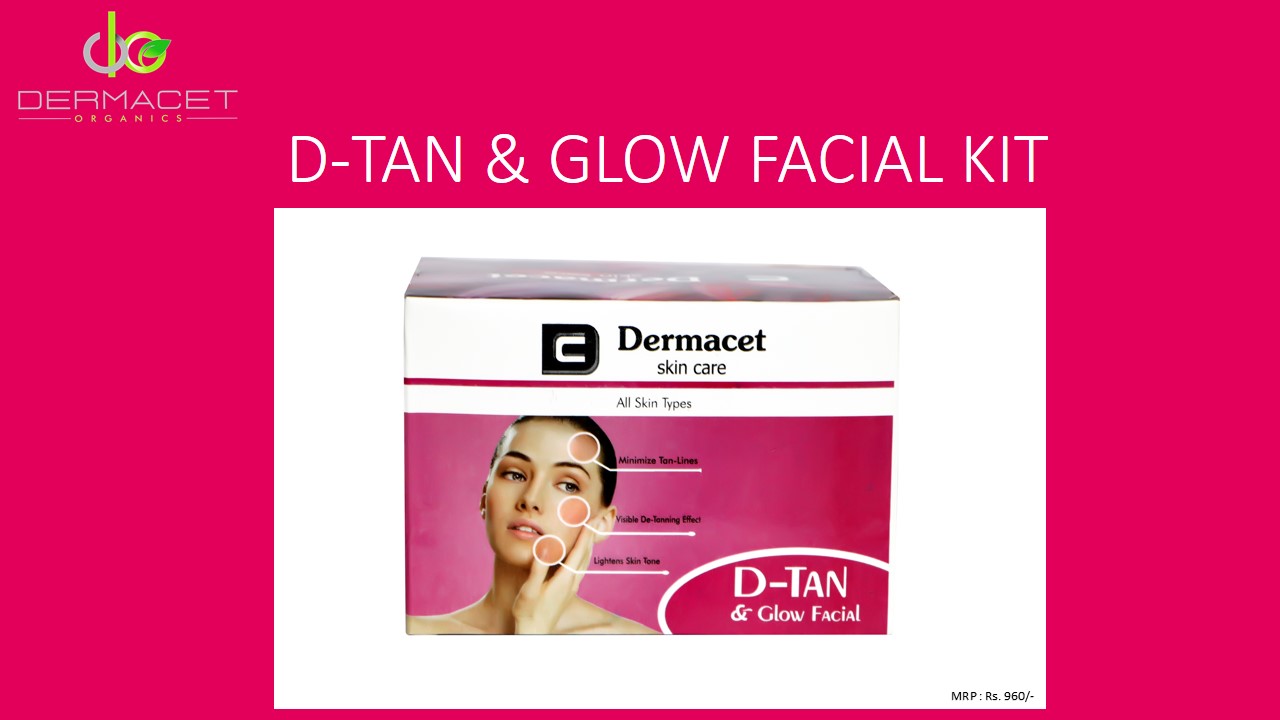 DERMACET
ORGANICS
D-TAN & GLOW FACIAL KIT
Dermacet
skin care
All Skin Types
Minimize Tan-Lines
Visible De-Tanning Effect
Lightens Skin Tone
D-TAN
& Glow Facial
MRP : Rs. 960/-